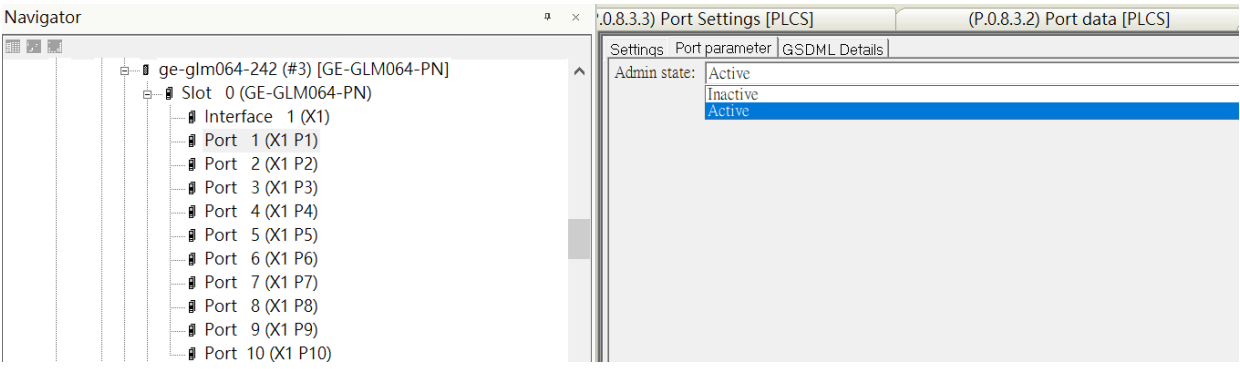 Navigator
ge-glm064-242 (#3) [GE-GLM064-PN]
Slot 0 (GE-GLM064-PN)
Interface 1 (X1)
Port 1 (X1 P1)
Port 2 (X1 P2)
Port 3 (X1 P3)
Port 4 (X1 P4)
Port 5 (X1 P5)
Port 6 (X1 P6)
Port 7 (X1 P7)
Port 8 (X1 P8)
Port 9 (X1 P9)
Port 10 (X1 P10)
.0.8.3.3) Port Settings [PLCS]
(P.0.8.3.2) Port data [PLCS]
Settings Port parameter GSDML Details
Admin state: Active
Inactive
Active